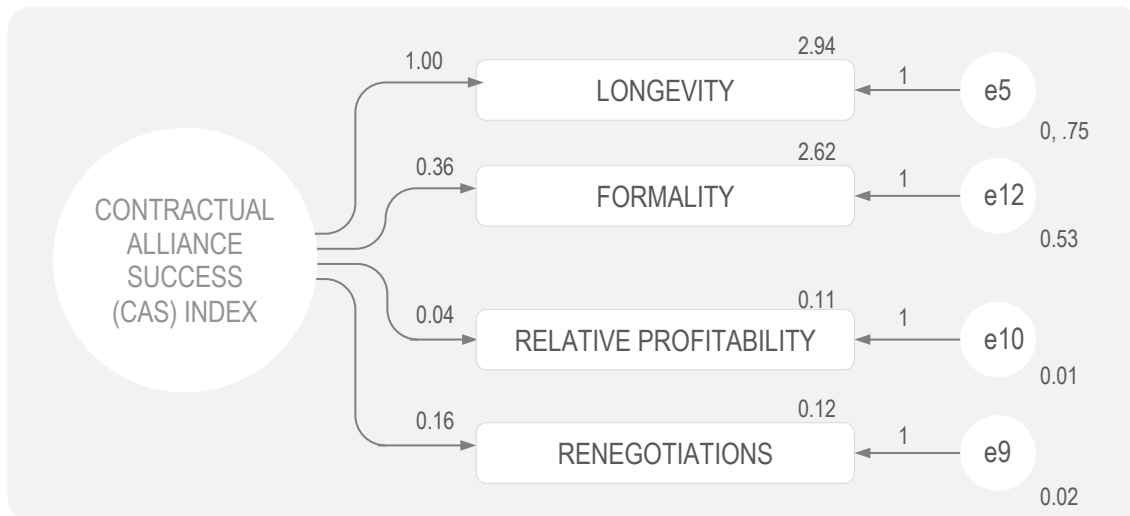 CONTRACTUAL
ALLIANCE
SUCCESS
(CAS) INDEX
1.00
2.94
LONGEVITY
1
e5
0, .75
0.36
2.62
FORMALITY
1
e12
0.53
0.04
0.11
RELATIVE PROFITABILITY
1
e10
0.01
0.16
0.12
RENEGOTIATIONS
1
e9
0.02